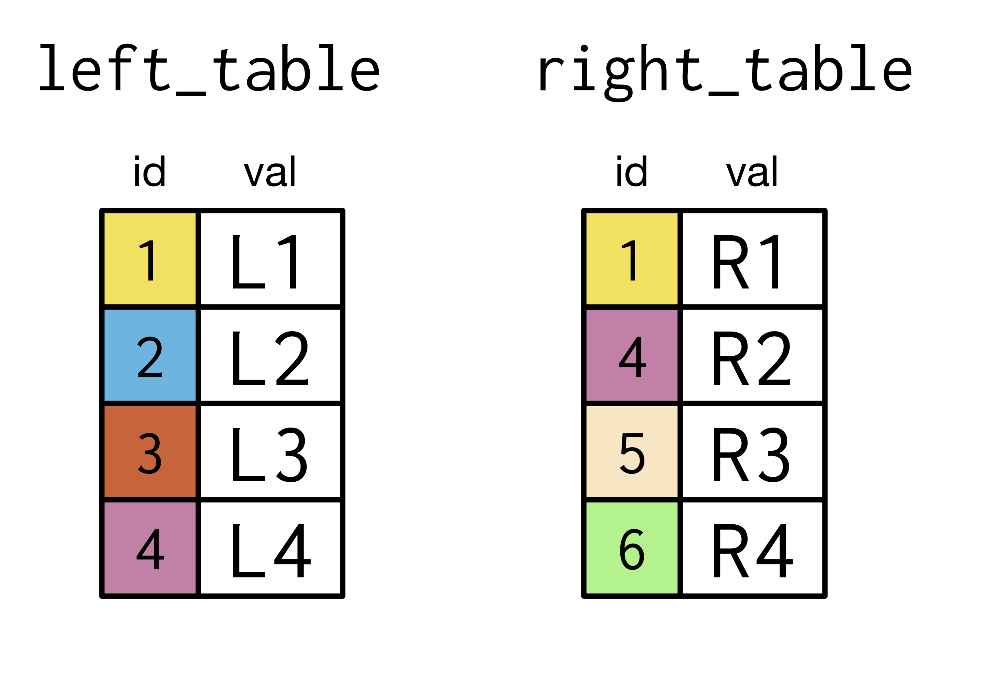 left_table right_table
id val id val
1 L1 1 R1
2 L2 4 R2
3 L3 5 R3
4 L4 6 R4